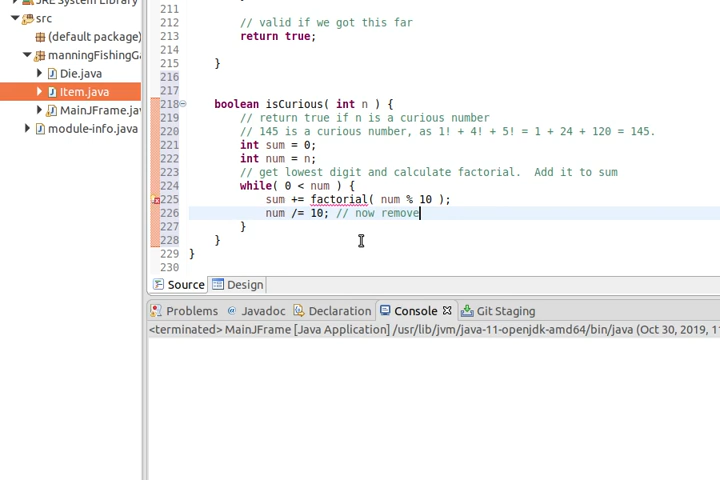 JRE System Library
src
(default package)
manningFishingGa
Die.java
Item.java
MainJFrame.jav
module-info.java
211
212 // valid if we got this far
213 return true;
214
215 }
216
217
218 boolean isCurious( int n ) {
219 // return true if n is a curious number
220 // 145 is a curious number, as 1! + 4! + 5! = 1 + 24 + 120 = 145.
221 int sum = 0;
222 int num = n;
223 // get lowest digit and calculate factorial.  Add it to sum
224 while( 0 < num ) {
225 sum += factorial( num % 10 );
226 num /= 10; // now remove
227 }
228 }
229 }
230
Source Design
Problems @ Javadoc Declaration Console Git Staging
<terminated> MainJFrame [Java Application] /usr/lib/jvm/java-11-openjdk-amd64/bin/java (Oct 30, 2019, 11